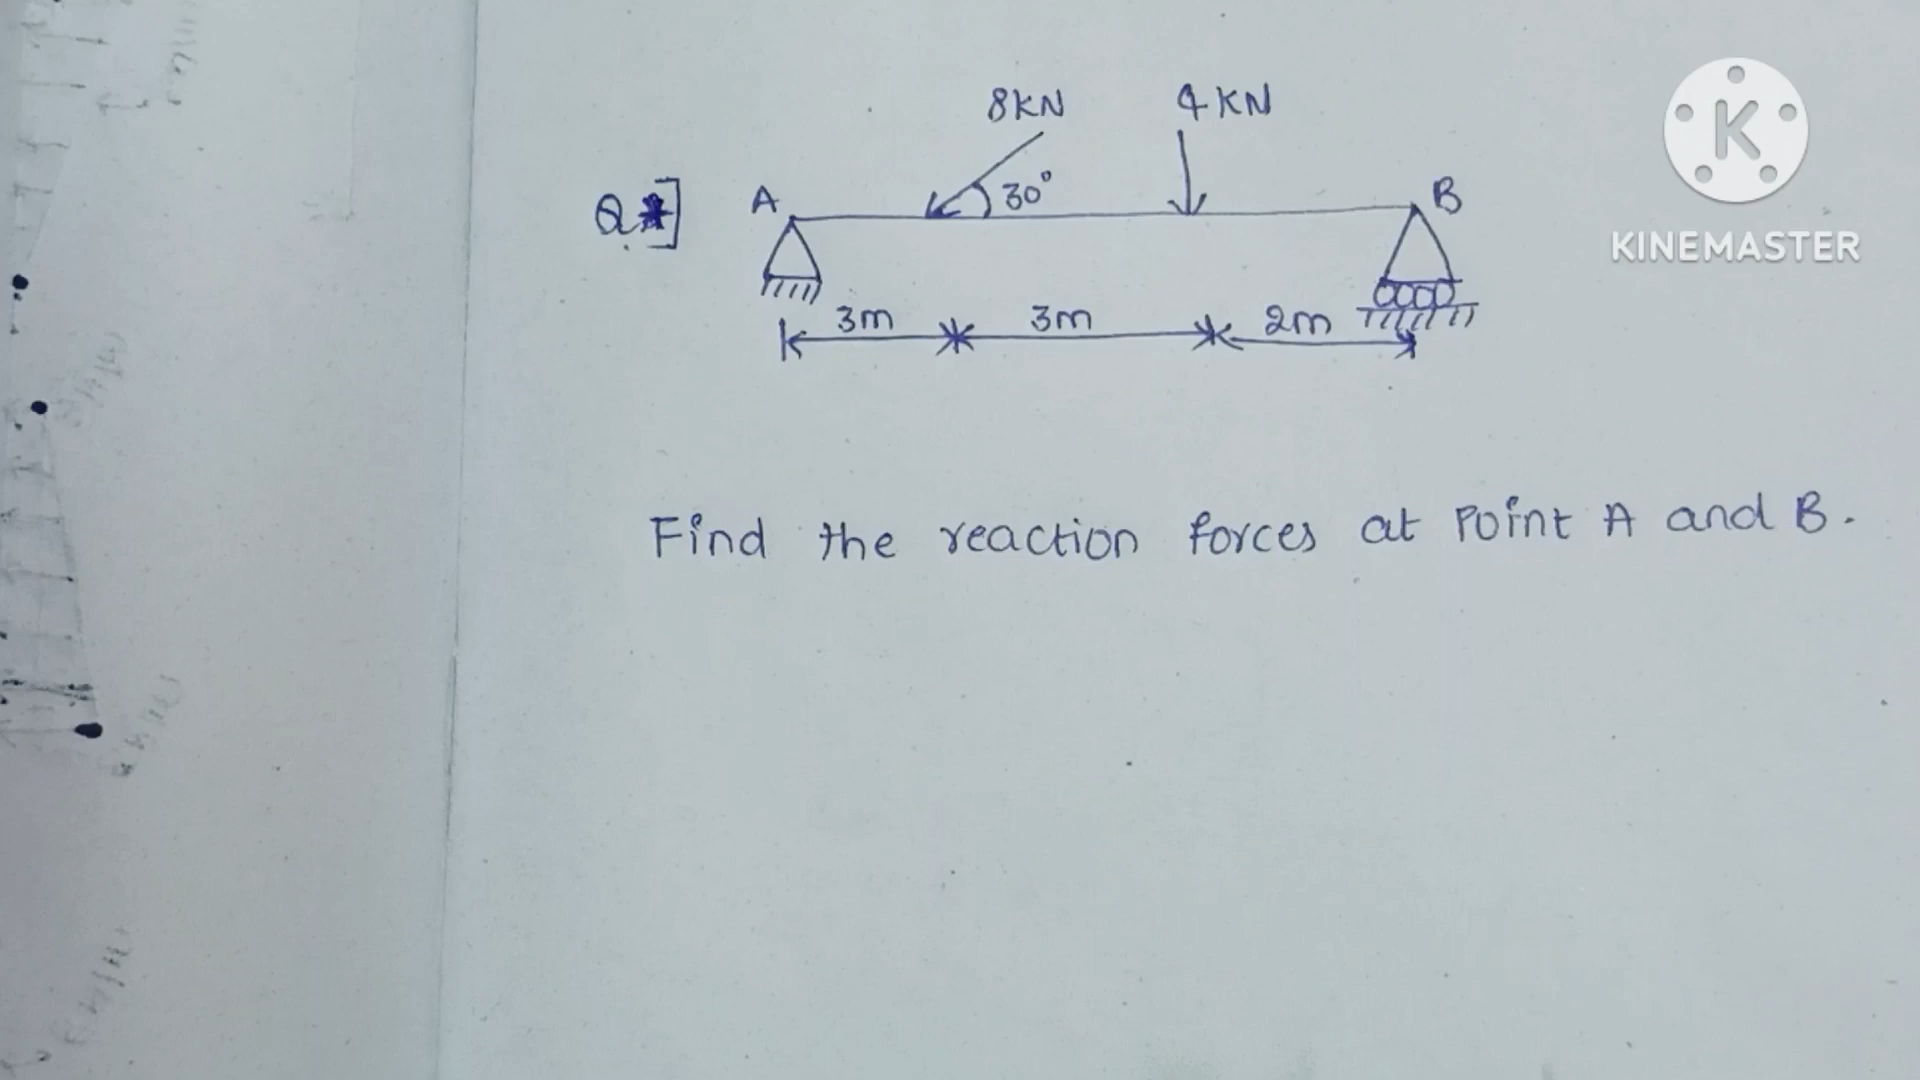 8KN 4KN
Q*] A 30° B
3m 3m 2m
Find the reaction forces at Point A and B.
K
KINEMASTER